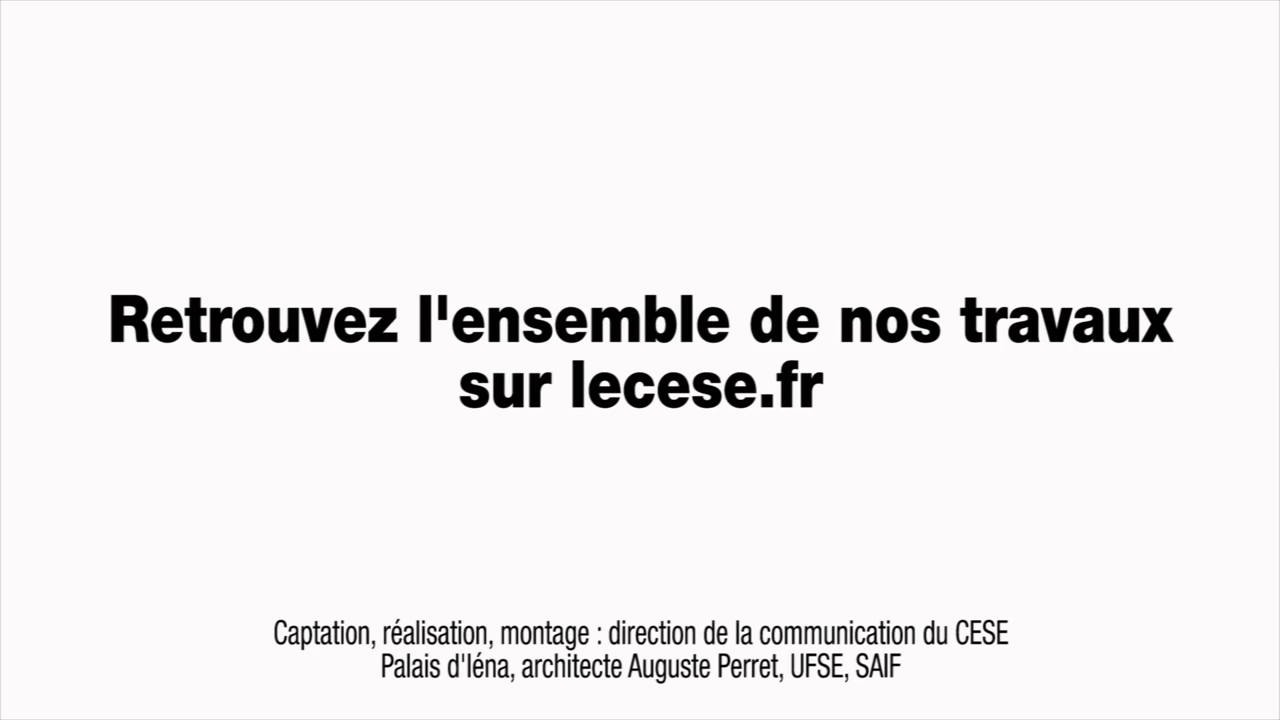 Retrouvez l'ensemble de nos travaux
sur lecese.fr
Captation, réalisation, montage : direction de la communication du CESE
Palais d'Iéna, architecte Auguste Perret, UFSE, SAIF